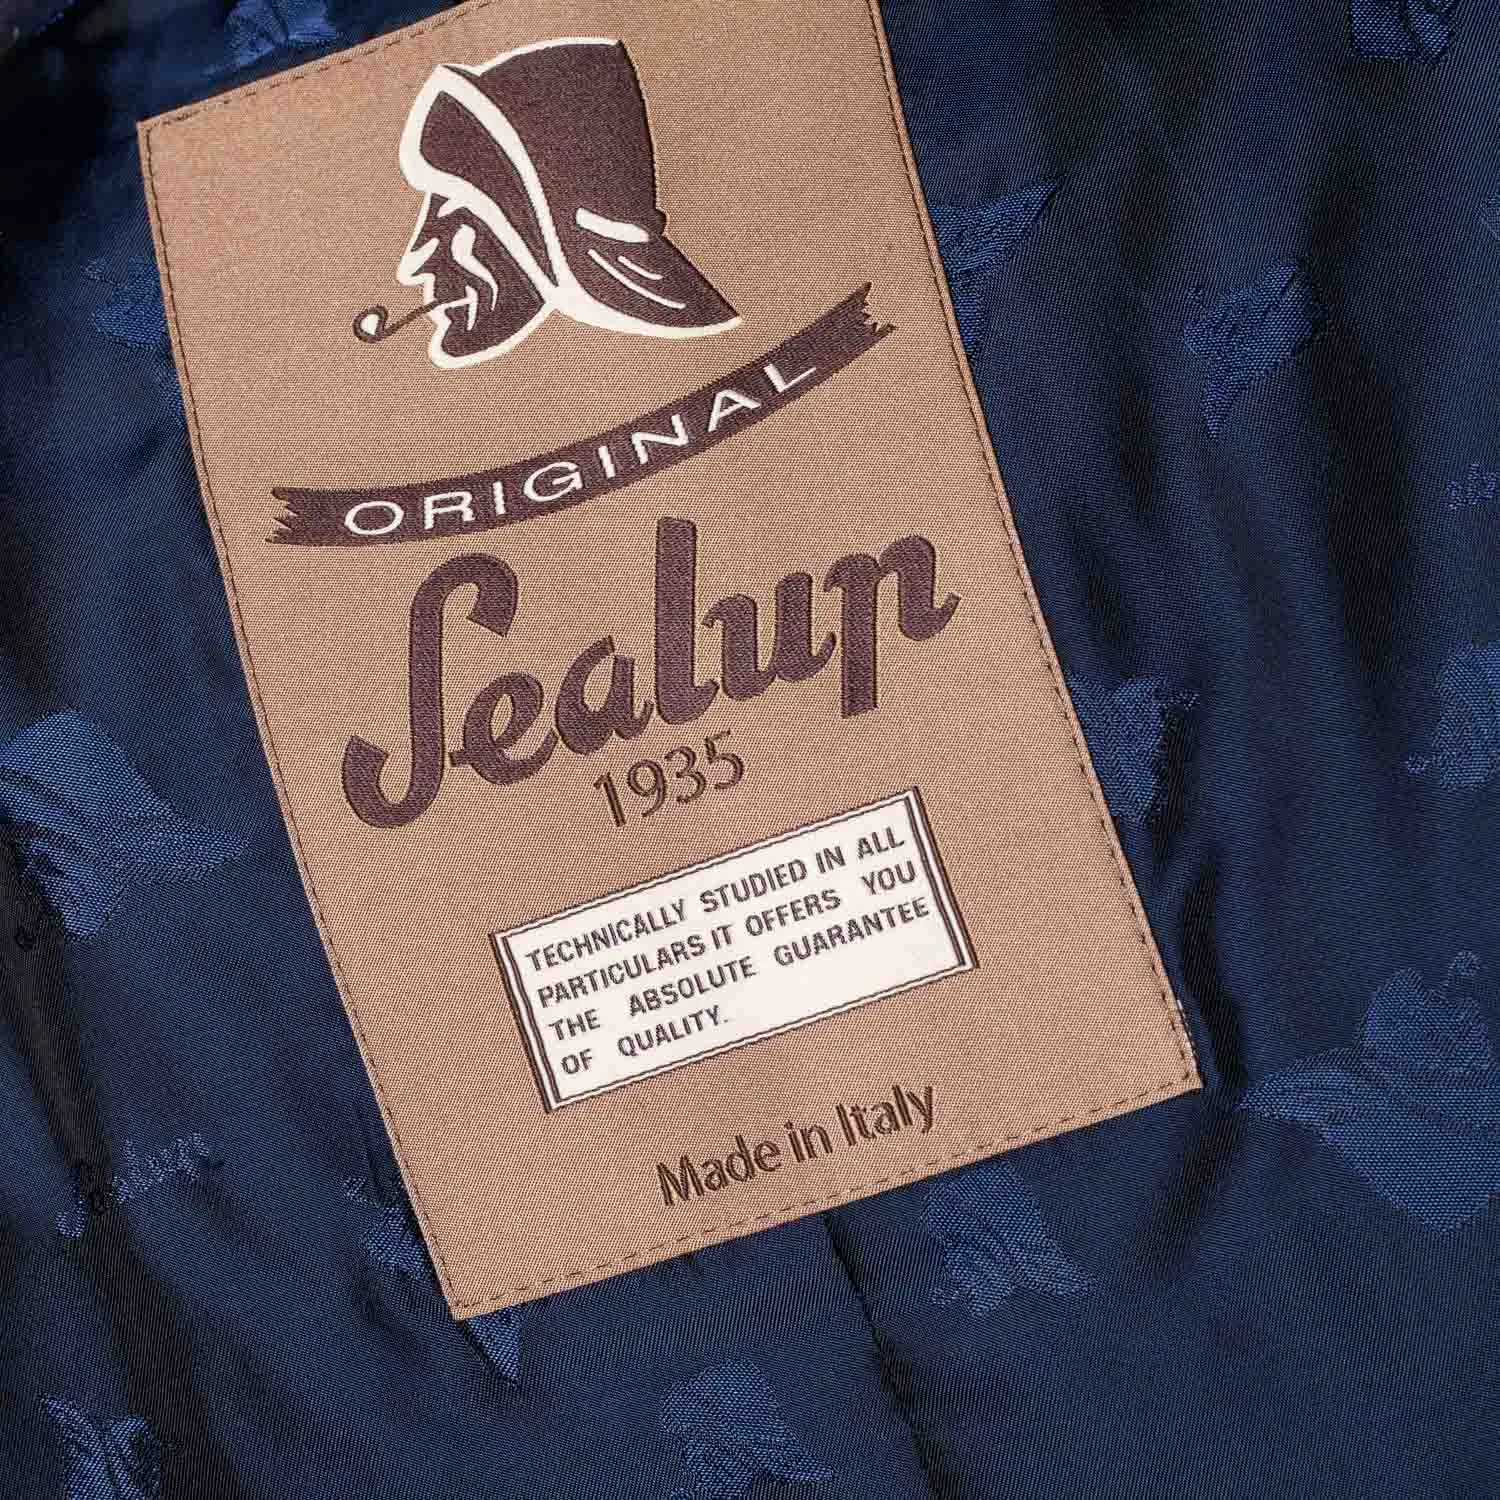 ORIGINAL
Sealup
1935
TECHNICALLY STUDIED IN ALL
PARTICULARS IT OFFERS YOU
THE ABSOLUTE GUARANTEE
OF QUALITY.
Made in Italy
Sealup